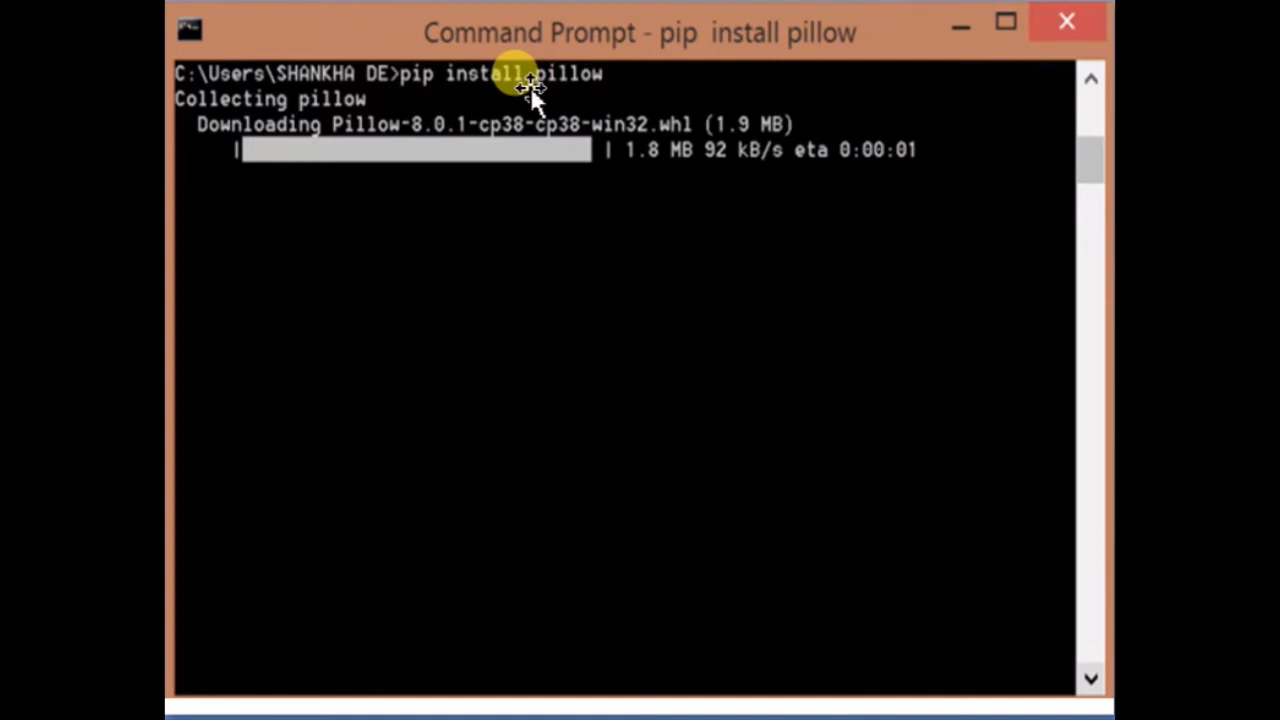 Command Prompt - pip  install pillow
C:\Users\SHANKHA DE>pip install pillow
Collecting pillow
  Downloading Pillow-8.0.1-cp38-cp38-win32.whl (1.9 MB)
     | | 1.8 MB 92 kB/s eta 0:00:01